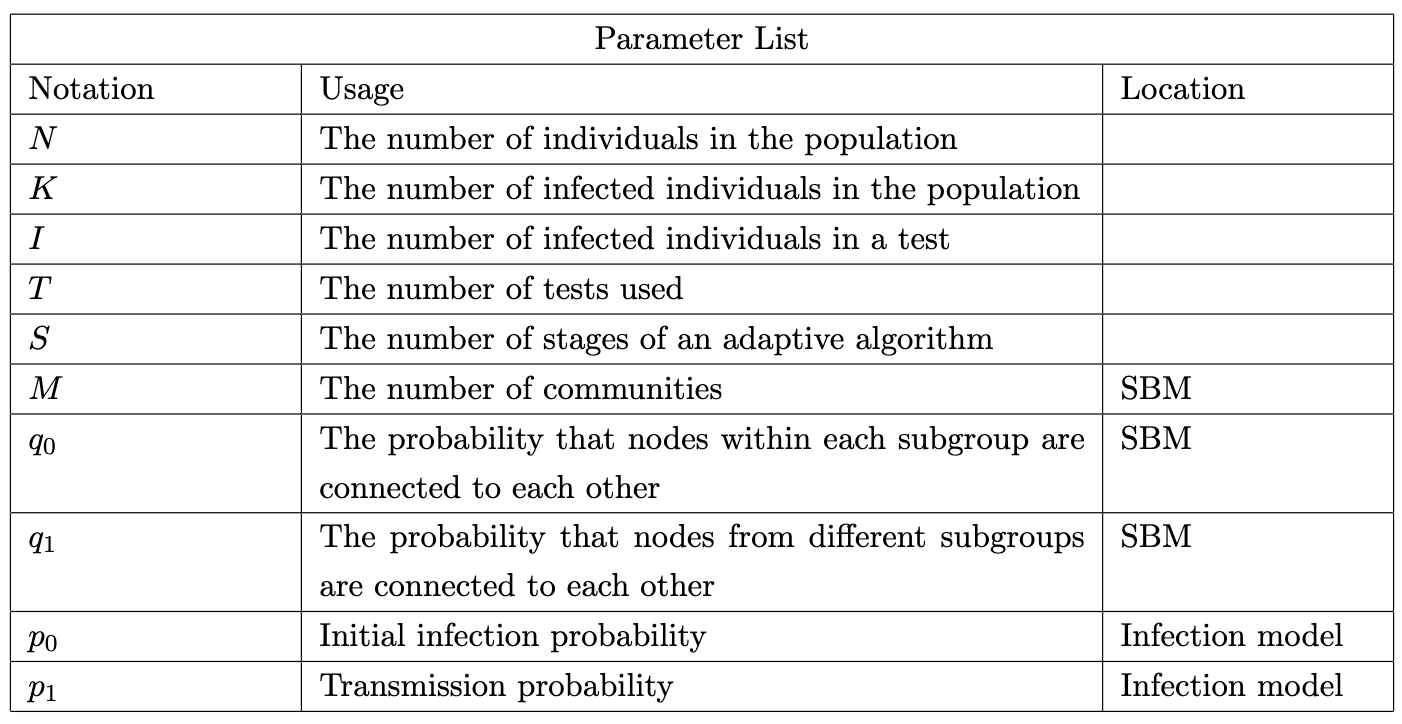 Parameter List
Notation Usage Location
N The number of individuals in the population
K The number of infected individuals in the population
I The number of infected individuals in a test
T The number of tests used
S The number of stages of an adaptive algorithm
M The number of communities SBM
q₀ The probability that nodes within each subgroup are SBM
connected to each other
q₁ The probability that nodes from different subgroups SBM
are connected to each other
p₀ Initial infection probability Infection model
p₁ Transmission probability Infection model